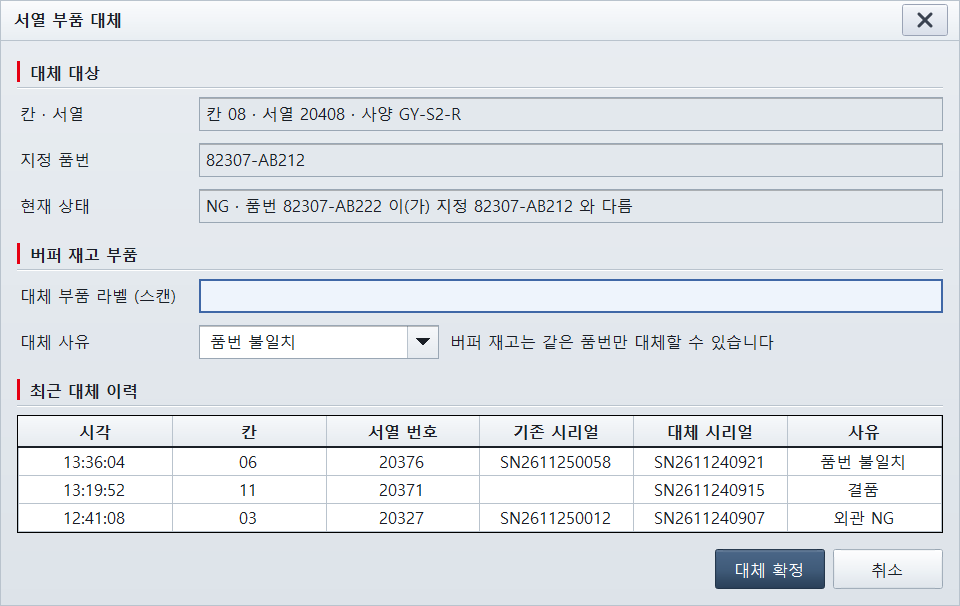 서열 부품 대체
대체 대상
칸 · 서열 칸 08 · 서열 20408 · 사양 GY-S2-R
지정 품번 82307-AB212
현재 상태 NG · 품번 82307-AB222 이(가) 지정 82307-AB212 와 다름
버퍼 재고 부품
대체 부품 라벨 (스캔)
대체 사유 품번 불일치 버퍼 재고는 같은 품번만 대체할 수 있습니다
최근 대체 이력
시각 칸 서열 번호 기존 시리얼 대체 시리얼 사유
13:36:04 06 20376 SN2611250058 SN2611240921 품번 불일치
13:19:52 11 20371 SN2611240915 결품
12:41:08 03 20327 SN2611250012 SN2611240907 외관 NG
대체 확정 취소